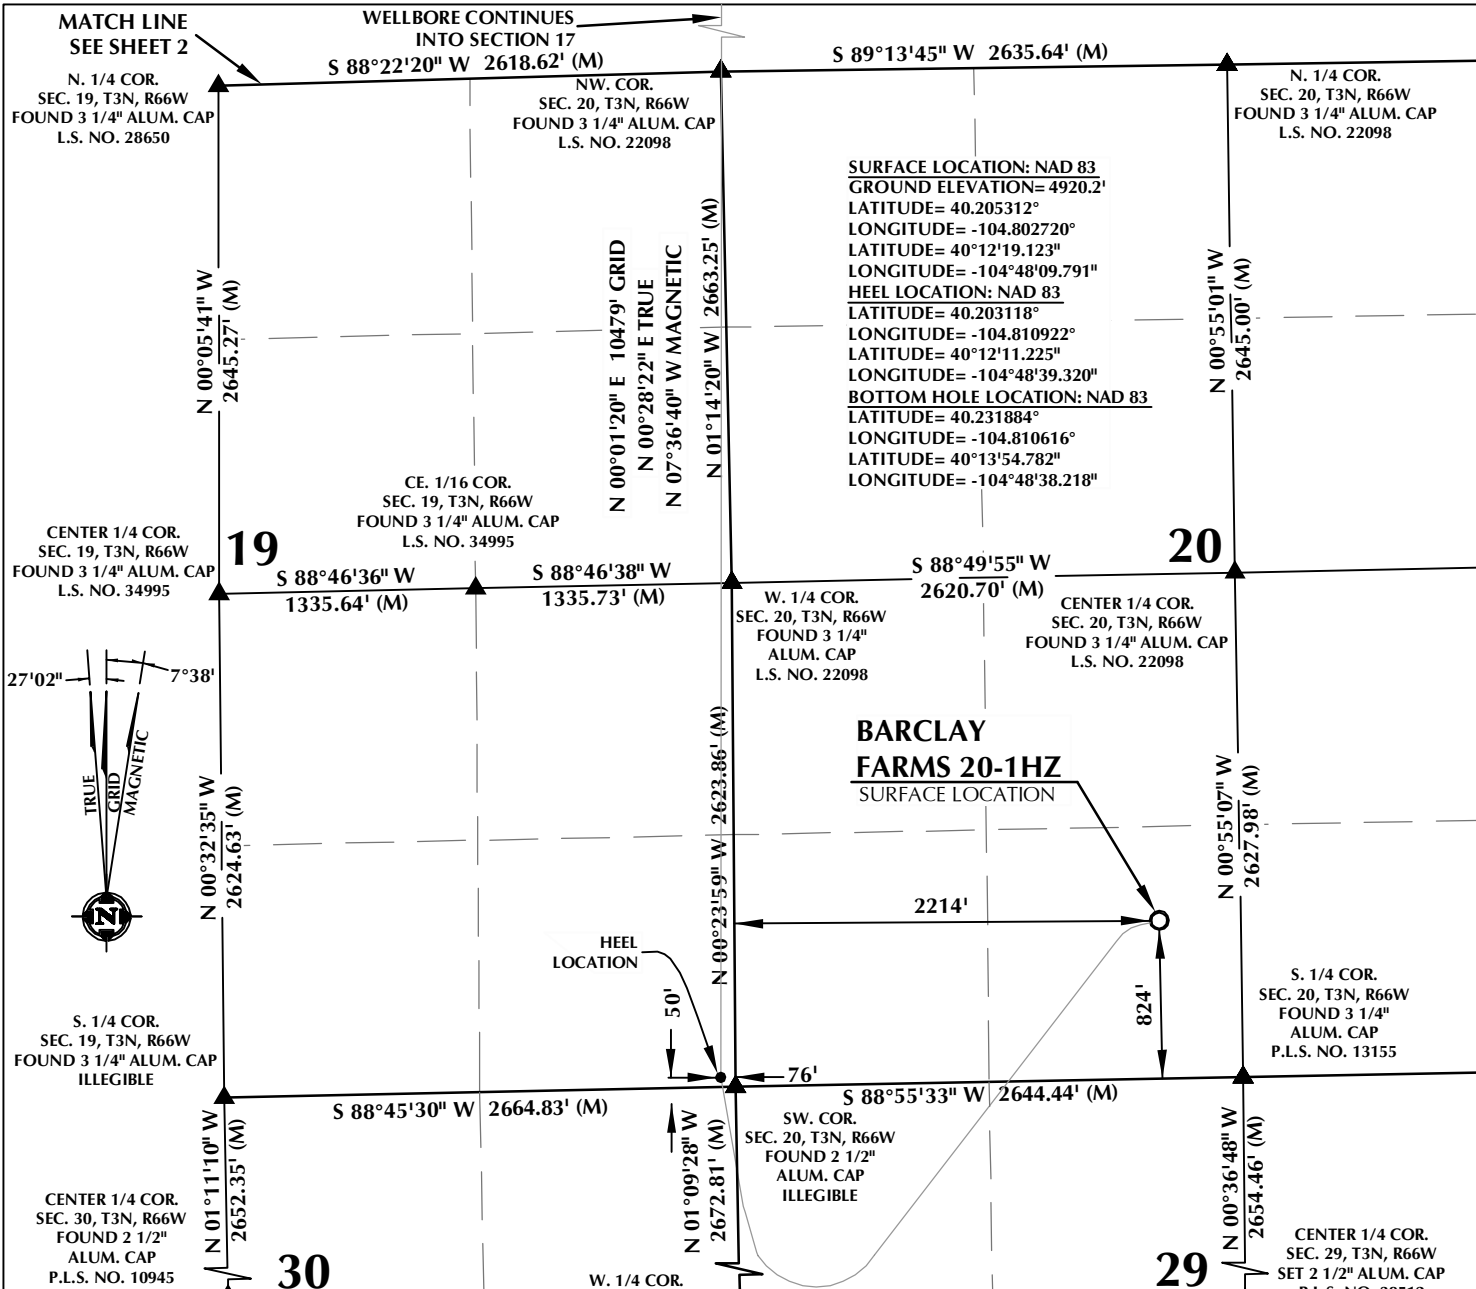 MATCH LINE
SEE SHEET 2
WELLBORE CONTINUES
INTO SECTION 17
S 88°22'20" W 2618.62' (M)
S 89°13'45" W 2635.64' (M)
N. 1/4 COR.
SEC. 19, T3N, R66W
FOUND 3 1/4" ALUM. CAP
L.S. NO. 28650
NW. COR.
SEC. 20, T3N, R66W
FOUND 3 1/4" ALUM. CAP
L.S. NO. 22098
N. 1/4 COR.
SEC. 20, T3N, R66W
FOUND 3 1/4" ALUM. CAP
L.S. NO. 22098
SURFACE LOCATION: NAD 83
GROUND ELEVATION= 4920.2'
LATITUDE= 40.205312°
LONGITUDE= -104.802720°
LATITUDE= 40°12'19.123"
LONGITUDE= -104°48'09.791"
HEEL LOCATION: NAD 83
LATITUDE= 40.203118°
LONGITUDE= -104.810922°
LATITUDE= 40°12'11.225"
LONGITUDE= -104°48'39.320"
BOTTOM HOLE LOCATION: NAD 83
LATITUDE= 40.231884°
LONGITUDE= -104.810616°
LATITUDE= 40°13'54.782"
LONGITUDE= -104°48'38.218"
N 00°05'41" W
2645.27' (M)
N 00°01'20" E 10479' GRID
N 00°28'22" E TRUE
N 07°36'40" W MAGNETIC
N 01°14'20" W 2663.25' (M)
N 00°55'01" W
2645.00' (M)
CE. 1/16 COR.
SEC. 19, T3N, R66W
FOUND 3 1/4" ALUM. CAP
L.S. NO. 34995
CENTER 1/4 COR.
SEC. 19, T3N, R66W
FOUND 3 1/4" ALUM. CAP
L.S. NO. 34995
19
20
S 88°46'36" W
1335.64' (M)
S 88°46'38" W
1335.73' (M)
S 88°49'55" W
2620.70' (M)
W. 1/4 COR.
SEC. 20, T3N, R66W
FOUND 3 1/4"
ALUM. CAP
L.S. NO. 22098
CENTER 1/4 COR.
SEC. 20, T3N, R66W
FOUND 3 1/4" ALUM. CAP
L.S. NO. 22098
27'02"
7°38'
TRUE
GRID
MAGNETIC
N
N 00°32'35" W
2624.63' (M)
N 00°23'59" W 2623.86' (M)
BARCLAY
FARMS 20-1HZ
SURFACE LOCATION
N 00°55'07" W
2627.98' (M)
2214'
824'
HEEL
LOCATION
50'
76'
S. 1/4 COR.
SEC. 19, T3N, R66W
FOUND 3 1/4" ALUM. CAP
ILLEGIBLE
S. 1/4 COR.
SEC. 20, T3N, R66W
FOUND 3 1/4"
ALUM. CAP
P.L.S. NO. 13155
S 88°45'30" W 2664.83' (M)
S 88°55'33" W 2644.44' (M)
SW. COR.
SEC. 20, T3N, R66W
FOUND 2 1/2"
ALUM. CAP
ILLEGIBLE
N 01°11'10" W
2652.35' (M)
N 01°09'28" W
2672.81' (M)
N 00°36'48" W
2654.46' (M)
CENTER 1/4 COR.
SEC. 30, T3N, R66W
FOUND 2 1/2"
ALUM. CAP
P.L.S. NO. 10945
30
W. 1/4 COR.
29
CENTER 1/4 COR.
SEC. 29, T3N, R66W
SET 2 1/2" ALUM. CAP